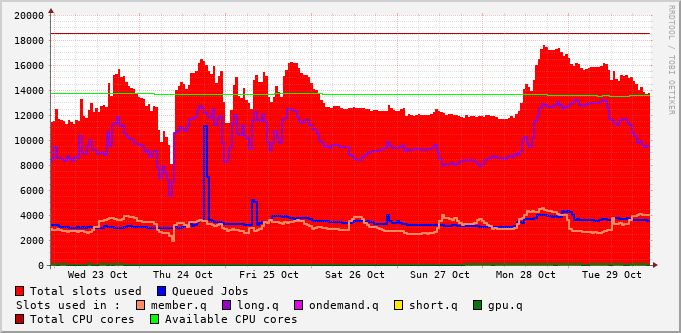 20000
18000
16000
14000
12000
10000
8000
6000
4000
2000
0
Wed 23 Oct Thu 24 Oct Fri 25 Oct Sat 26 Oct Sun 27 Oct Mon 28 Oct Tue 29 Oct
RRDTOOL / TOBI OETIKER
Total slots used Queued Jobs
Slots used in : member.q long.q ondemand.q short.q gpu.q
Total CPU cores Available CPU cores